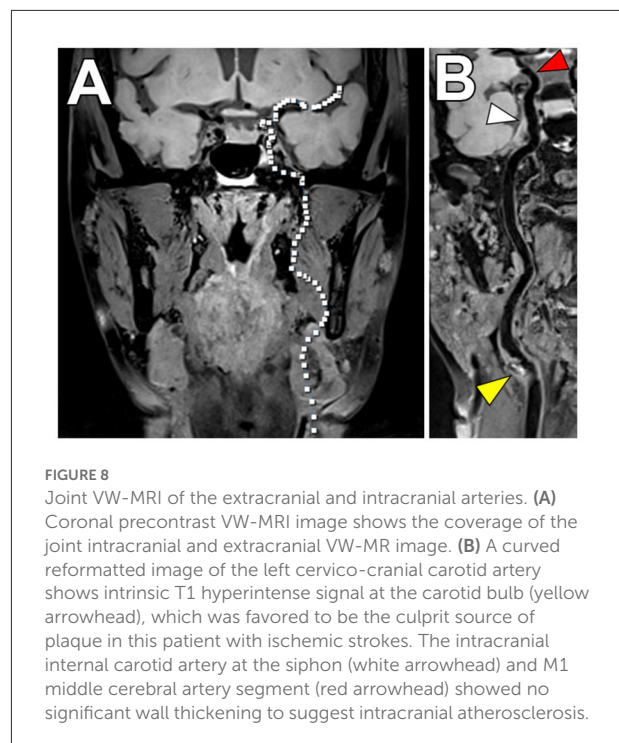 A
B
FIGURE 8
Joint VW-MRI of the extracranial and intracranial arteries. (A)
Coronal precontrast VW-MRI image shows the coverage of the
joint intracranial and extracranial VW-MR image. (B) A curved
reformatted image of the left cervico-cranial carotid artery
shows intrinsic T1 hyperintense signal at the carotid bulb (yellow
arrowhead), which was favored to be the culprit source of
plaque in this patient with ischemic strokes. The intracranial
internal carotid artery at the siphon (white arrowhead) and M1
middle cerebral artery segment (red arrowhead) showed no
significant wall thickening to suggest intracranial atherosclerosis.